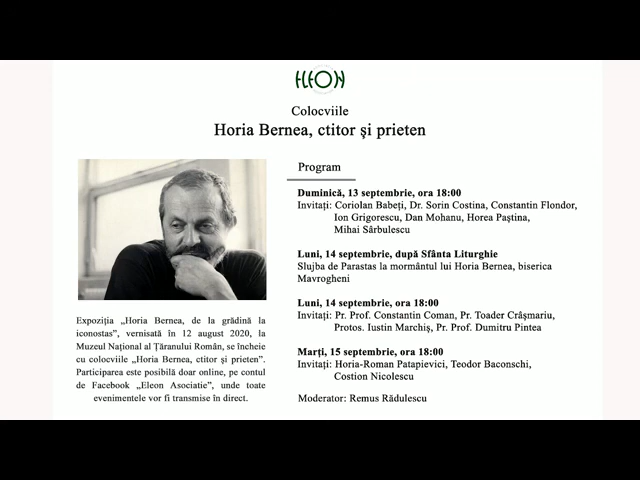 ELEON
Colocviile
Horia Bernea, ctitor şi prieten
Program
Duminică, 13 septembrie, ora 18:00
Invitați: Coriolan Babeți, Dr. Sorin Costina, Constantin Flondor,
Ion Grigorescu, Dan Mohanu, Horea Paştina,
Mihai Sârbulescu
Luni, 14 septembrie, după Sfânta Liturghie
Slujba de Parastas la mormântul lui Horia Bernea, biserica
Mavrogheni
Luni, 14 septembrie, ora 18:00
Invitați: Pr. Prof. Constantin Coman, Pr. Toader Crâşmariu,
Protos. Iustin Marchiş, Pr. Prof. Dumitru Pintea
Marți, 15 septembrie, ora 18:00
Invitați: Horia-Roman Patapievici, Teodor Baconschi,
Costion Nicolescu
Moderator: Remus Rădulescu
Expoziția „Horia Bernea, de la grădină la
iconostas”, vernisată în 12 august 2020, la
Muzeul Național al Țăranului Român, se încheie
cu colocviile „Horia Bernea, ctitor şi prieten”.
Participarea este posibilă doar online, pe contul
de Facebook „Eleon Asociatie”, unde toate
evenimentele vor fi transmise în direct.